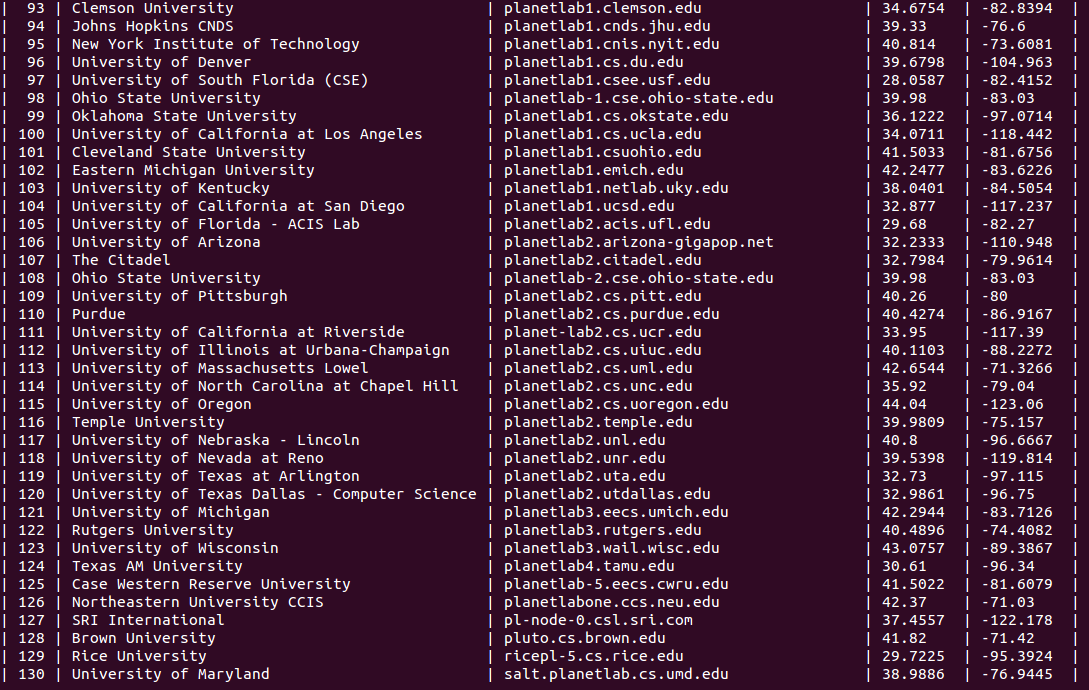 |  93 | Clemson University                            | planetlab1.clemson.edu                  | 34.6754  | -82.8394  |
|  94 | Johns Hopkins CNDS                            | planetlab1.cnds.jhu.edu                 | 39.33    | -76.6     |
|  95 | New York Institute of Technology              | planetlab1.cnis.nyit.edu                | 40.814   | -73.6081  |
|  96 | University of Denver                          | planetlab1.cs.du.edu                    | 39.6798  | -104.963  |
|  97 | University of South Florida (CSE)             | planetlab1.csee.usf.edu                 | 28.0587  | -82.4152  |
|  98 | Ohio State University                         | planetlab-1.cse.ohio-state.edu          | 39.98    | -83.03    |
|  99 | Oklahoma State University                     | planetlab1.cs.okstate.edu               | 36.1222  | -97.0714  |
| 100 | University of California at Los Angeles       | planetlab1.cs.ucla.edu                  | 34.0711  | -118.442  |
| 101 | Cleveland State University                    | planetlab1.csuohio.edu                  | 41.5033  | -81.6756  |
| 102 | Eastern Michigan University                   | planetlab1.emich.edu                    | 42.2477  | -83.6226  |
| 103 | University of Kentucky                        | planetlab1.netlab.uky.edu               | 38.0401  | -84.5054  |
| 104 | University of California at San Diego         | planetlab1.ucsd.edu                     | 32.877   | -117.237  |
| 105 | University of Florida - ACIS Lab              | planetlab2.acis.ufl.edu                 | 29.68    | -82.27    |
| 106 | University of Arizona                         | planetlab2.arizona-gigapop.net          | 32.2333  | -110.948  |
| 107 | The Citadel                                   | planetlab2.citadel.edu                  | 32.7984  | -79.9614  |
| 108 | Ohio State University                         | planetlab-2.cse.ohio-state.edu          | 39.98    | -83.03    |
| 109 | University of Pittsburgh                      | planetlab2.cs.pitt.edu                  | 40.26    | -80       |
| 110 | Purdue                                        | planetlab2.cs.purdue.edu                | 40.4274  | -86.9167  |
| 111 | University of California at Riverside         | planet-lab2.cs.ucr.edu                  | 33.95    | -117.39   |
| 112 | University of Illinois at Urbana-Champaign    | planetlab2.cs.uiuc.edu                  | 40.1103  | -88.2272  |
| 113 | University of Massachusetts Lowel             | planetlab2.cs.uml.edu                   | 42.6544  | -71.3266  |
| 114 | University of North Carolina at Chapel Hill   | planetlab2.cs.unc.edu                   | 35.92    | -79.04    |
| 115 | University of Oregon                          | planetlab2.cs.uoregon.edu               | 44.04    | -123.06   |
| 116 | Temple University                             | planetlab2.temple.edu                   | 39.9809  | -75.157   |
| 117 | University of Nebraska - Lincoln              | planetlab2.unl.edu                      | 40.8     | -96.6667  |
| 118 | University of Nevada at Reno                  | planetlab2.unr.edu                      | 39.5398  | -119.814  |
| 119 | University of Texas at Arlington              | planetlab2.uta.edu                      | 32.73    | -97.115   |
| 120 | University of Texas Dallas - Computer Science | planetlab2.utdallas.edu                 | 32.9861  | -96.75    |
| 121 | University of Michigan                        | planetlab3.eecs.umich.edu               | 42.2944  | -83.7126  |
| 122 | Rutgers University                            | planetlab3.rutgers.edu                  | 40.4896  | -74.4082  |
| 123 | University of Wisconsin                       | planetlab3.wail.wisc.edu                | 43.0757  | -89.3867  |
| 124 | Texas AM University                           | planetlab4.tamu.edu                     | 30.61    | -96.34    |
| 125 | Case Western Reserve University               | planetlab-5.eecs.cwru.edu               | 41.5022  | -81.6079  |
| 126 | Northeastern University CCIS                  | planetlabone.ccs.neu.edu                | 42.37    | -71.03    |
| 127 | SRI International                             | pl-node-0.csl.sri.com                   | 37.4557  | -122.178  |
| 128 | Brown University                              | pluto.cs.brown.edu                      | 41.82    | -71.42    |
| 129 | Rice University                               | ricepl-5.cs.rice.edu                    | 29.7225  | -95.3924  |
| 130 | University of Maryland                        | salt.planetlab.cs.umd.edu               | 38.9886  | -76.9445  |